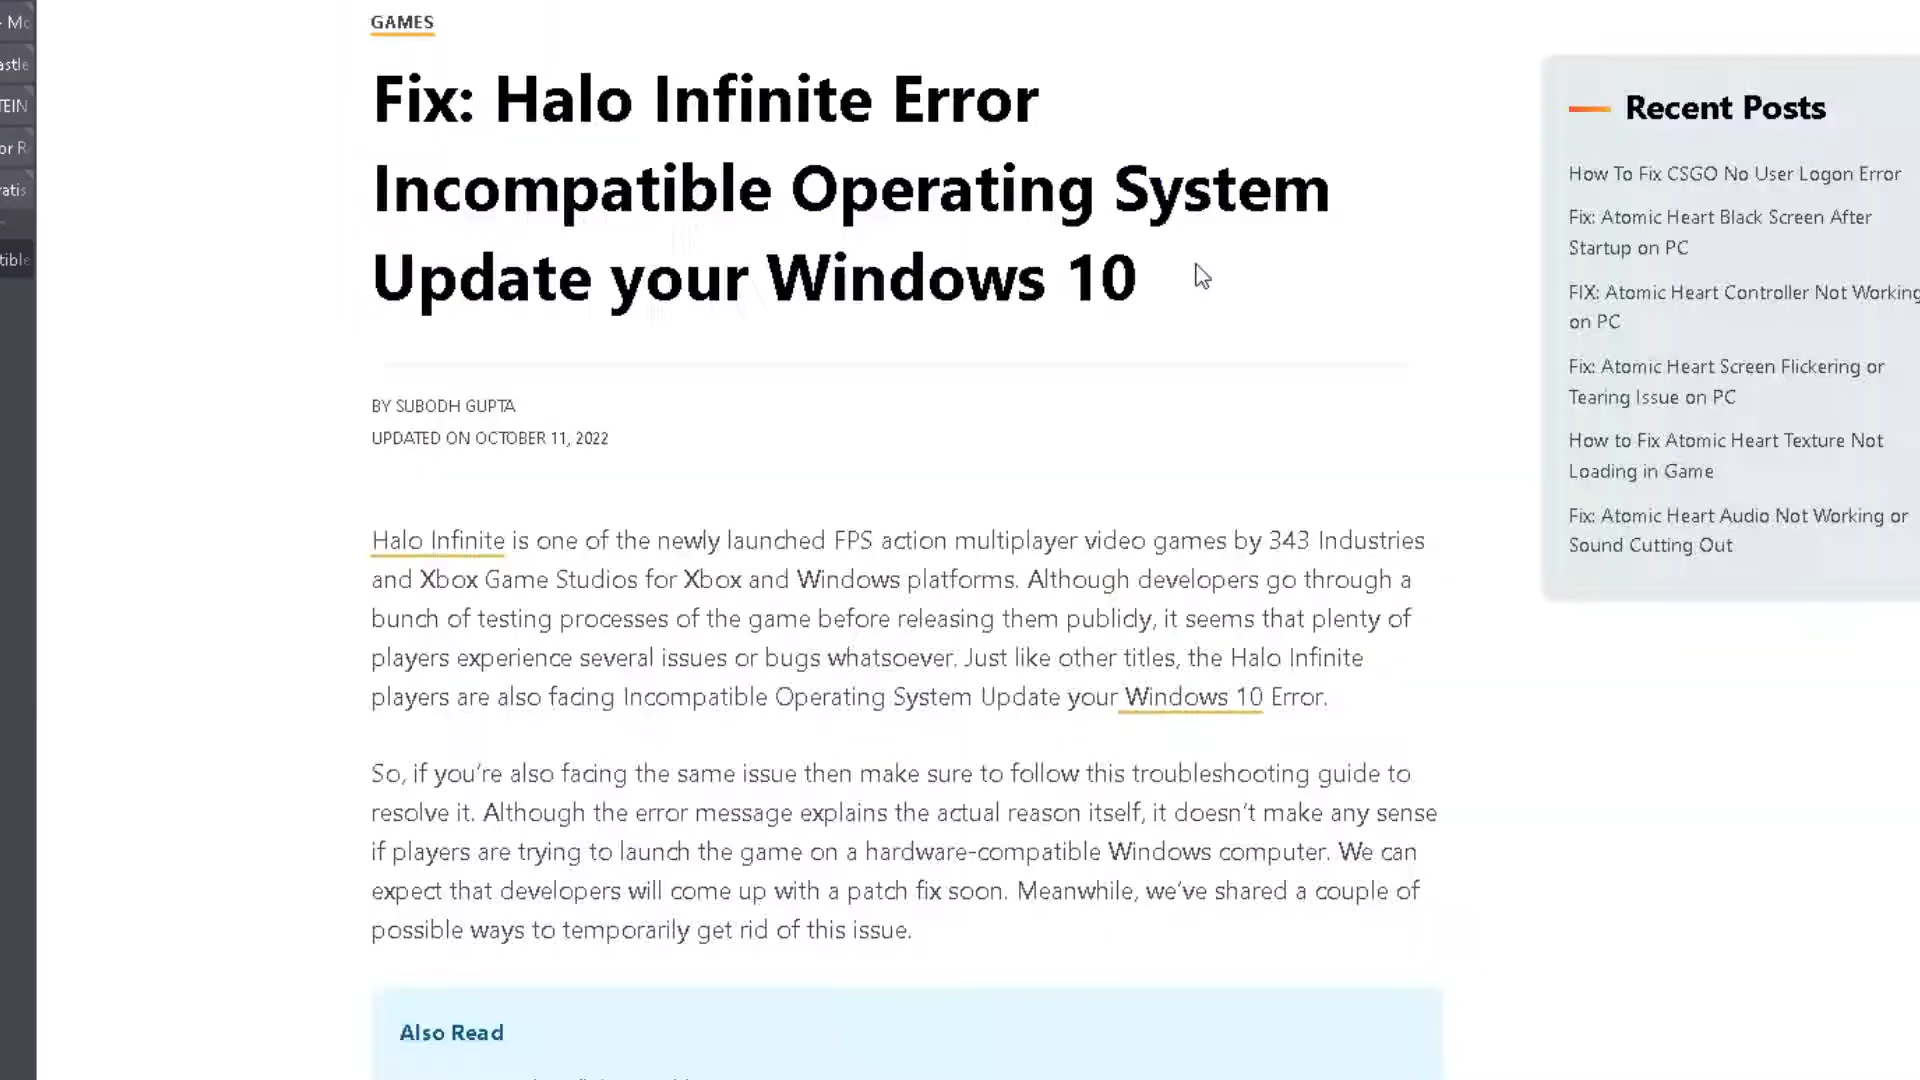 GAMES
Fix: Halo Infinite Error
Incompatible Operating System
Update your Windows 10
BY SUBODH GUPTA
UPDATED ON OCTOBER 11, 2022
Halo Infinite is one of the newly launched FPS action multiplayer video games by 343 Industries
and Xbox Game Studios for Xbox and Windows platforms. Although developers go through a
bunch of testing processes of the game before releasing them publicly, it seems that plenty of
players experience several issues or bugs whatsoever. Just like other titles, the Halo Infinite
players are also facing Incompatible Operating System Update your Windows 10 Error.
So, if you’re also facing the same issue then make sure to follow this troubleshooting guide to
resolve it. Although the error message explains the actual reason itself, it doesn’t make any sense
if players are trying to launch the game on a hardware-compatible Windows computer. We can
expect that developers will come up with a patch fix soon. Meanwhile, we’ve shared a couple of
possible ways to temporarily get rid of this issue.
Also Read
Recent Posts
How To Fix CSGO No User Logon Error
Fix: Atomic Heart Black Screen After
Startup on PC
FIX: Atomic Heart Controller Not Working
on PC
Fix: Atomic Heart Screen Flickering or
Tearing Issue on PC
How to Fix Atomic Heart Texture Not
Loading in Game
Fix: Atomic Heart Audio Not Working or
Sound Cutting Out